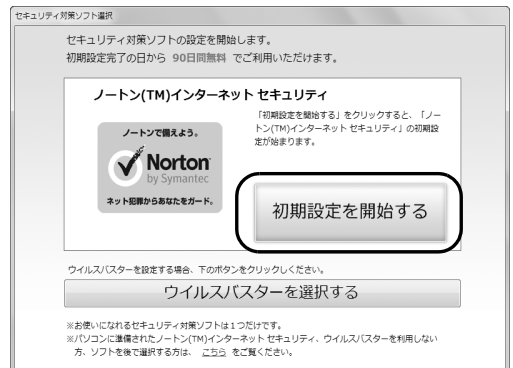 セキュリティ対策ソフト選択
セキュリティ対策ソフトの設定を開始します。
初期設定完了の日から 90日間無料 でご利用いただけます。
ノートン(TM)インターネット セキュリティ
「初期設定を開始する」をクリックすると、「ノー
トン(TM)インターネット セキュリティ」の初期設
定が始まります。
ノートンで備えよう。
Norton
by Symantec
ネット犯罪からあなたをガード。
初期設定を開始する
ウイルスバスターを設定する場合、下のボタンをクリックしください。
ウイルスバスターを選択する
※お使いになれるセキュリティ対策ソフトは１つだけです。
※パソコンに準備されたノートン(TM)インターネット セキュリティ、ウイルスバスターを利用しない
方、ソフトを後で選択する方は、 こちら をご覧ください。